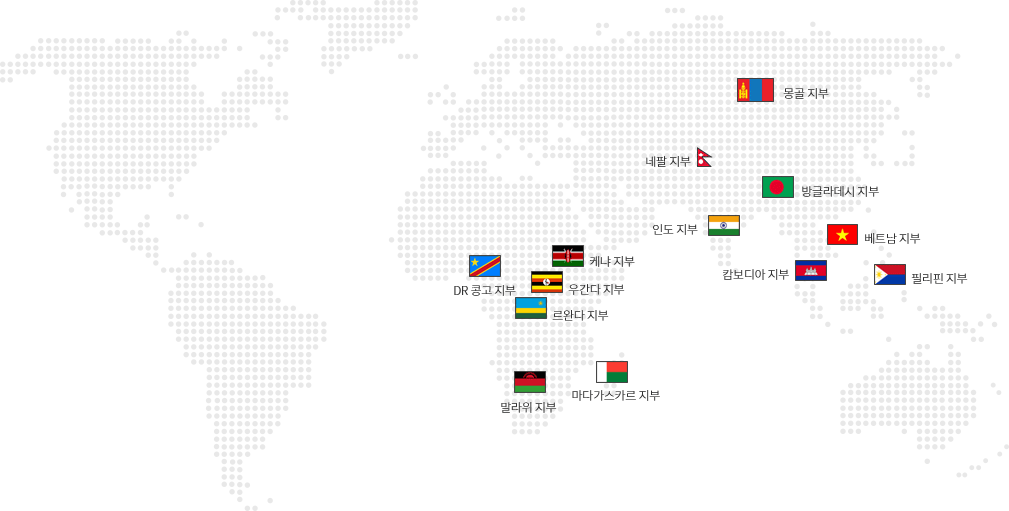 몽골 지부
네팔 지부
방글라데시 지부
인도 지부
베트남 지부
케냐 지부
캄보디아 지부
필리핀 지부
DR 콩고 지부
우간다 지부
르완다 지부
마다가스카르 지부
말라위 지부